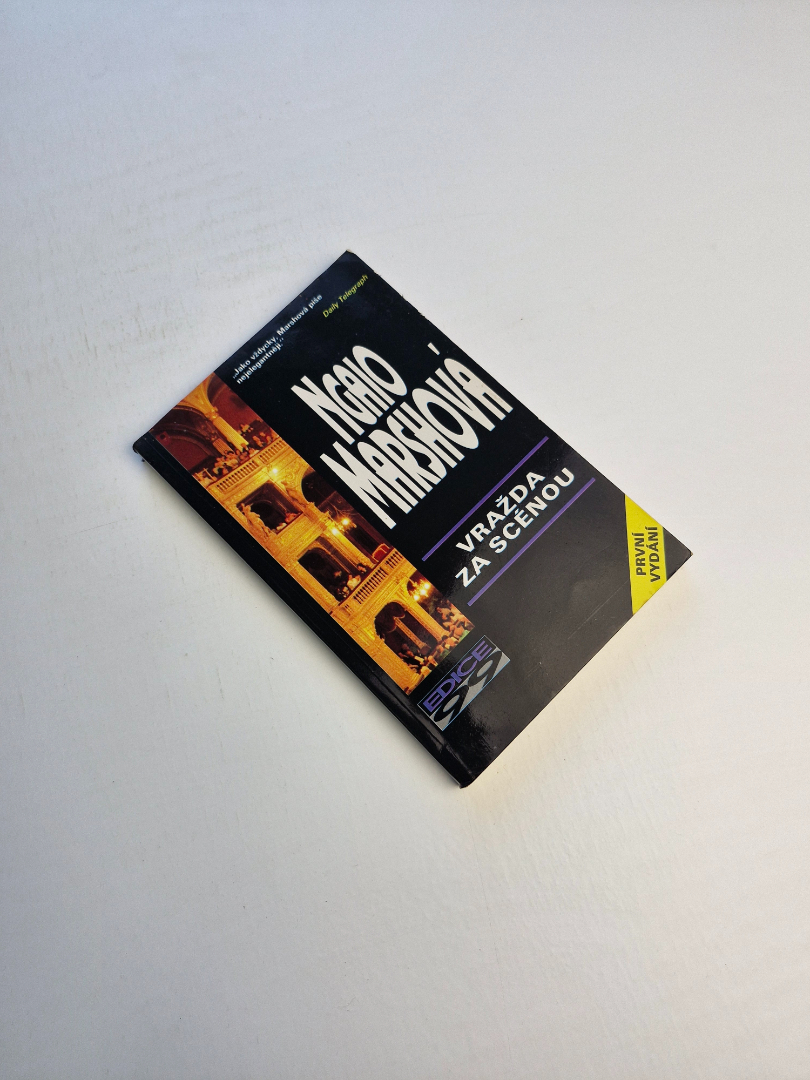 „Jako vždycky, Marshová píše
nejelegantněji.“
Daily Telegraph
NGAIO
MARSHOVÁ
VRAŽDA
ZA SCÉNOU
PRVNÍ
VYDÁNÍ
EDICE
99